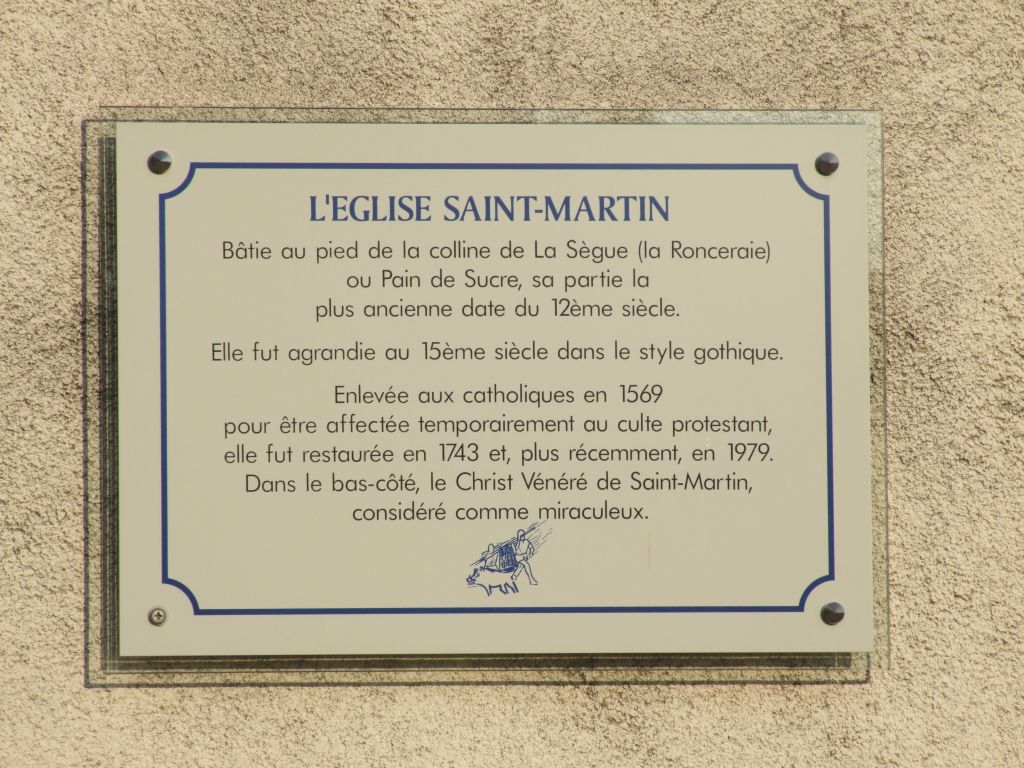 L'EGLISE SAINT-MARTIN
Bâtie au pied de la colline de La Sègue (la Ronceraie)
ou Pain de Sucre, sa partie la
plus ancienne date du 12ème siècle.
Elle fut agrandie au 15ème siècle dans le style gothique.
Enlevée aux catholiques en 1569
pour être affectée temporairement au culte protestant,
elle fut restaurée en 1743 et, plus récemment, en 1979.
Dans le bas-côté, le Christ Vénéré de Saint-Martin,
considéré comme miraculeux.